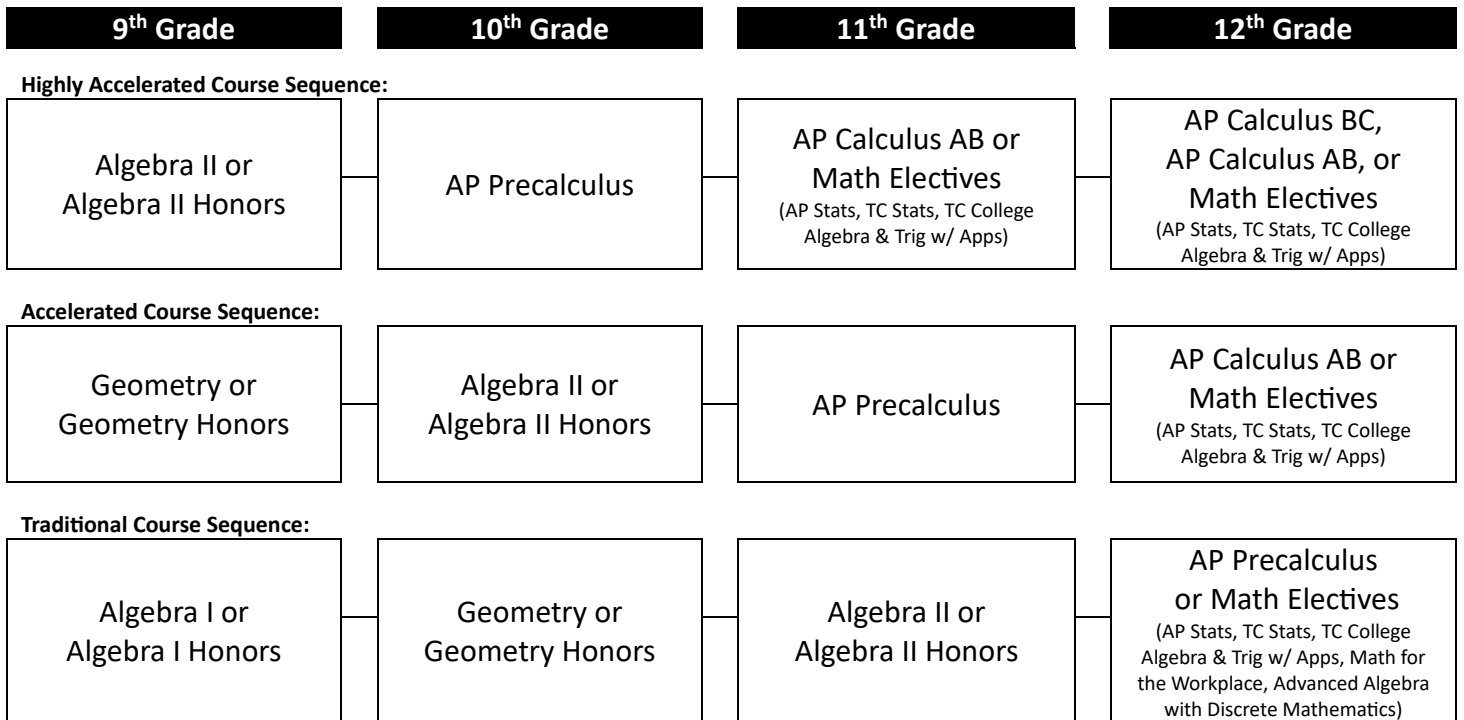 9th Grade
10th Grade
11th Grade
12th Grade
Highly Accelerated Course Sequence:
Algebra II or
Algebra II Honors
AP Precalculus
AP Calculus AB or
Math Electives
(AP Stats, TC Stats, TC College
Algebra & Trig w/ Apps)
AP Calculus BC,
AP Calculus AB, or
Math Electives
(AP Stats, TC Stats, TC College
Algebra & Trig w/ Apps)
Accelerated Course Sequence:
Geometry or
Geometry Honors
Algebra II or
Algebra II Honors
AP Precalculus
AP Calculus AB or
Math Electives
(AP Stats, TC Stats, TC College
Algebra & Trig w/ Apps)
Traditional Course Sequence:
Algebra I or
Algebra I Honors
Geometry or
Geometry Honors
Algebra II or
Algebra II Honors
AP Precalculus
or Math Electives
(AP Stats, TC Stats, TC College
Algebra & Trig w/ Apps, Math for
the Workplace, Advanced Algebra
with Discrete Mathematics)